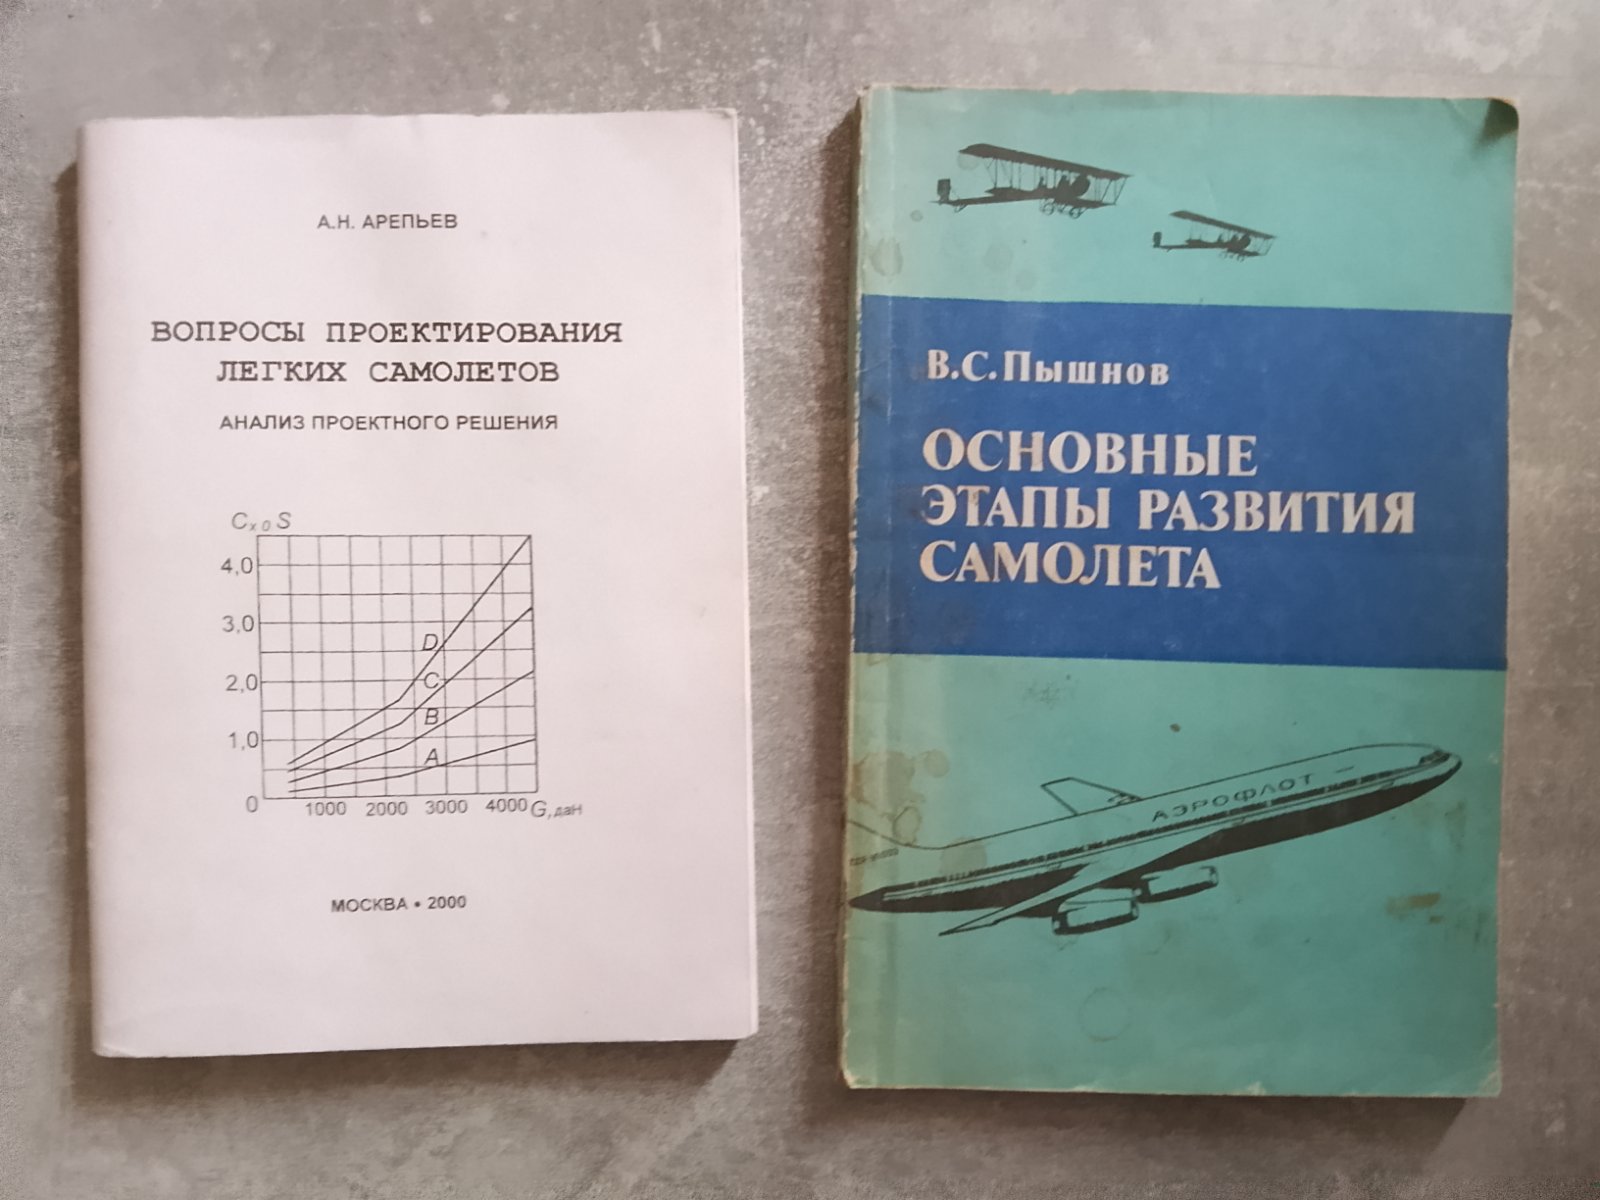 А.Н. АРЕПЬЕВ
ВОПРОСЫ ПРОЕКТИРОВАНИЯ
ЛЕГКИХ САМОЛЕТОВ
АНАЛИЗ ПРОЕКТНОГО РЕШЕНИЯ
Cx0 S
4,0
3,0
2,0
1,0
0
D
C
B
A
1000 2000 3000 4000 G, даН
МОСКВА • 2000
В.С. Пышнов
ОСНОВНЫЕ
ЭТАПЫ РАЗВИТИЯ
САМОЛЕТА
АЭРОФЛОТ